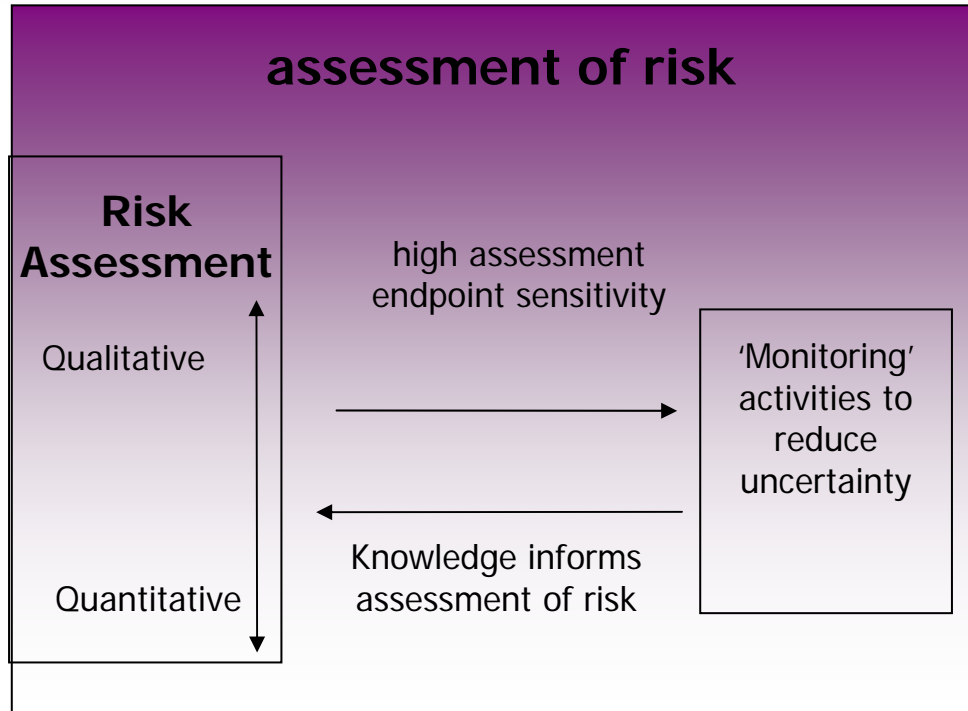 assessment of risk
Risk
Assessment
Qualitative
Quantitative
high assessment
endpoint sensitivity
Knowledge informs
assessment of risk
‘Monitoring’
activities to
reduce
uncertainty